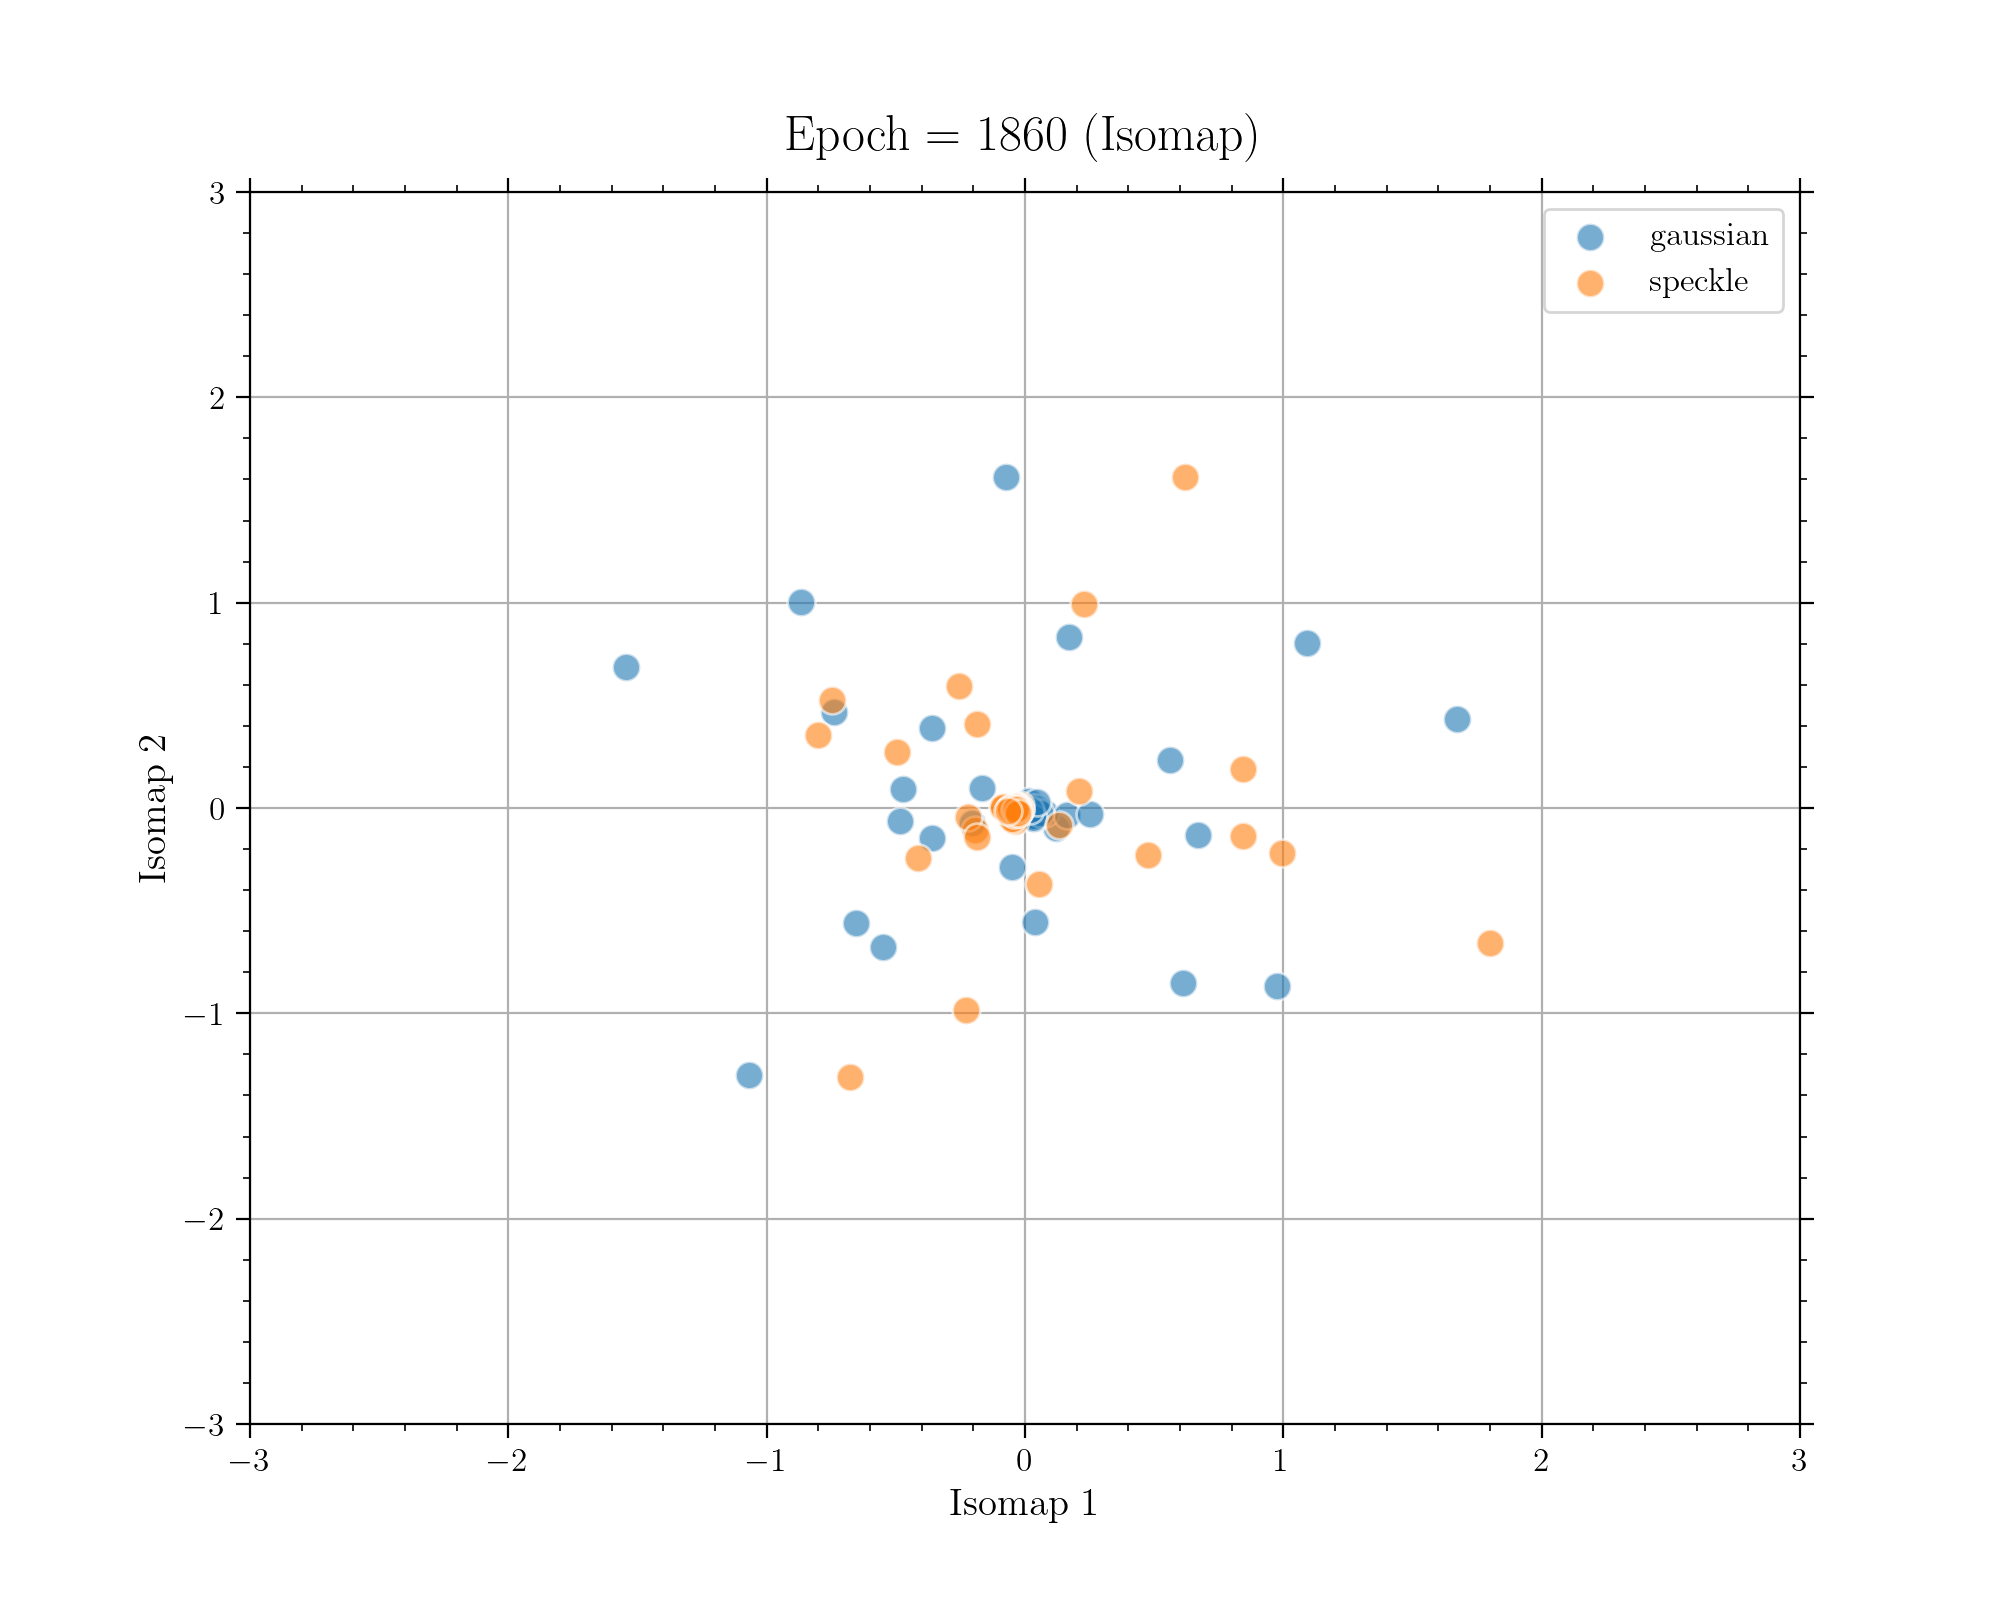 Epoch = 1860 (Isomap)
gaussian
speckle
Isomap 2
3
2
1
0
−1
−2
−3
−3 −2 −1 0 1 2 3
Isomap 1